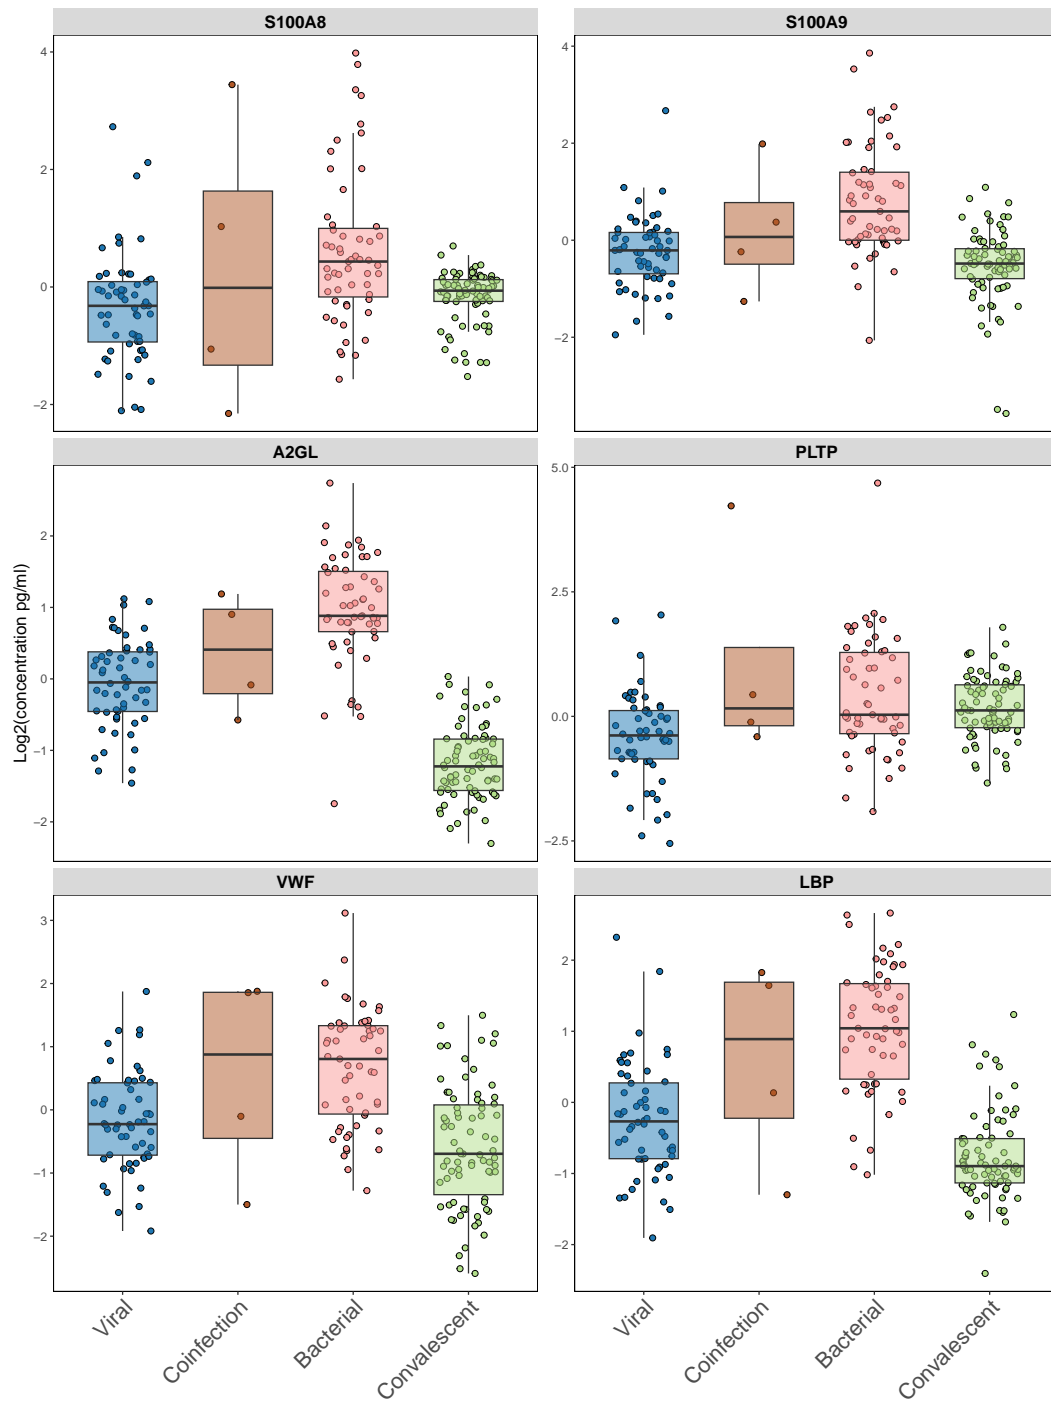 S100A8
S100A9
4
2
0
−2
4
2
0
−2
A2GL
PLTP
Log2(concentration pg/ml)
2
1
0
−1
−2
5.0
2.5
0.0
−2.5
VWF
LBP
3
2
1
0
−1
−2
2
1
0
−1
−2
Viral
Coinfection
Bacterial
Convalescent
Viral
Coinfection
Bacterial
Convalescent